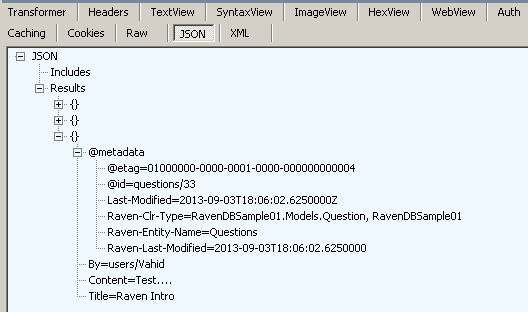 Transformer Headers TextView SyntaxView ImageView HexView WebView Auth
Caching Cookies Raw JSON XML
JSON
Includes
Results
{}
{}
{}
@metadata
@etag=01000000-0000-0001-0000-000000000004
@id=questions/33
Last-Modified=2013-09-03T18:06:02.6250000Z
Raven-Clr-Type=RavenDBSample01.Models.Question, RavenDBSample01
Raven-Entity-Name=Questions
Raven-Last-Modified=2013-09-03T18:06:02.6250000
By=users/Vahid
Content=Test....
Title=Raven Intro